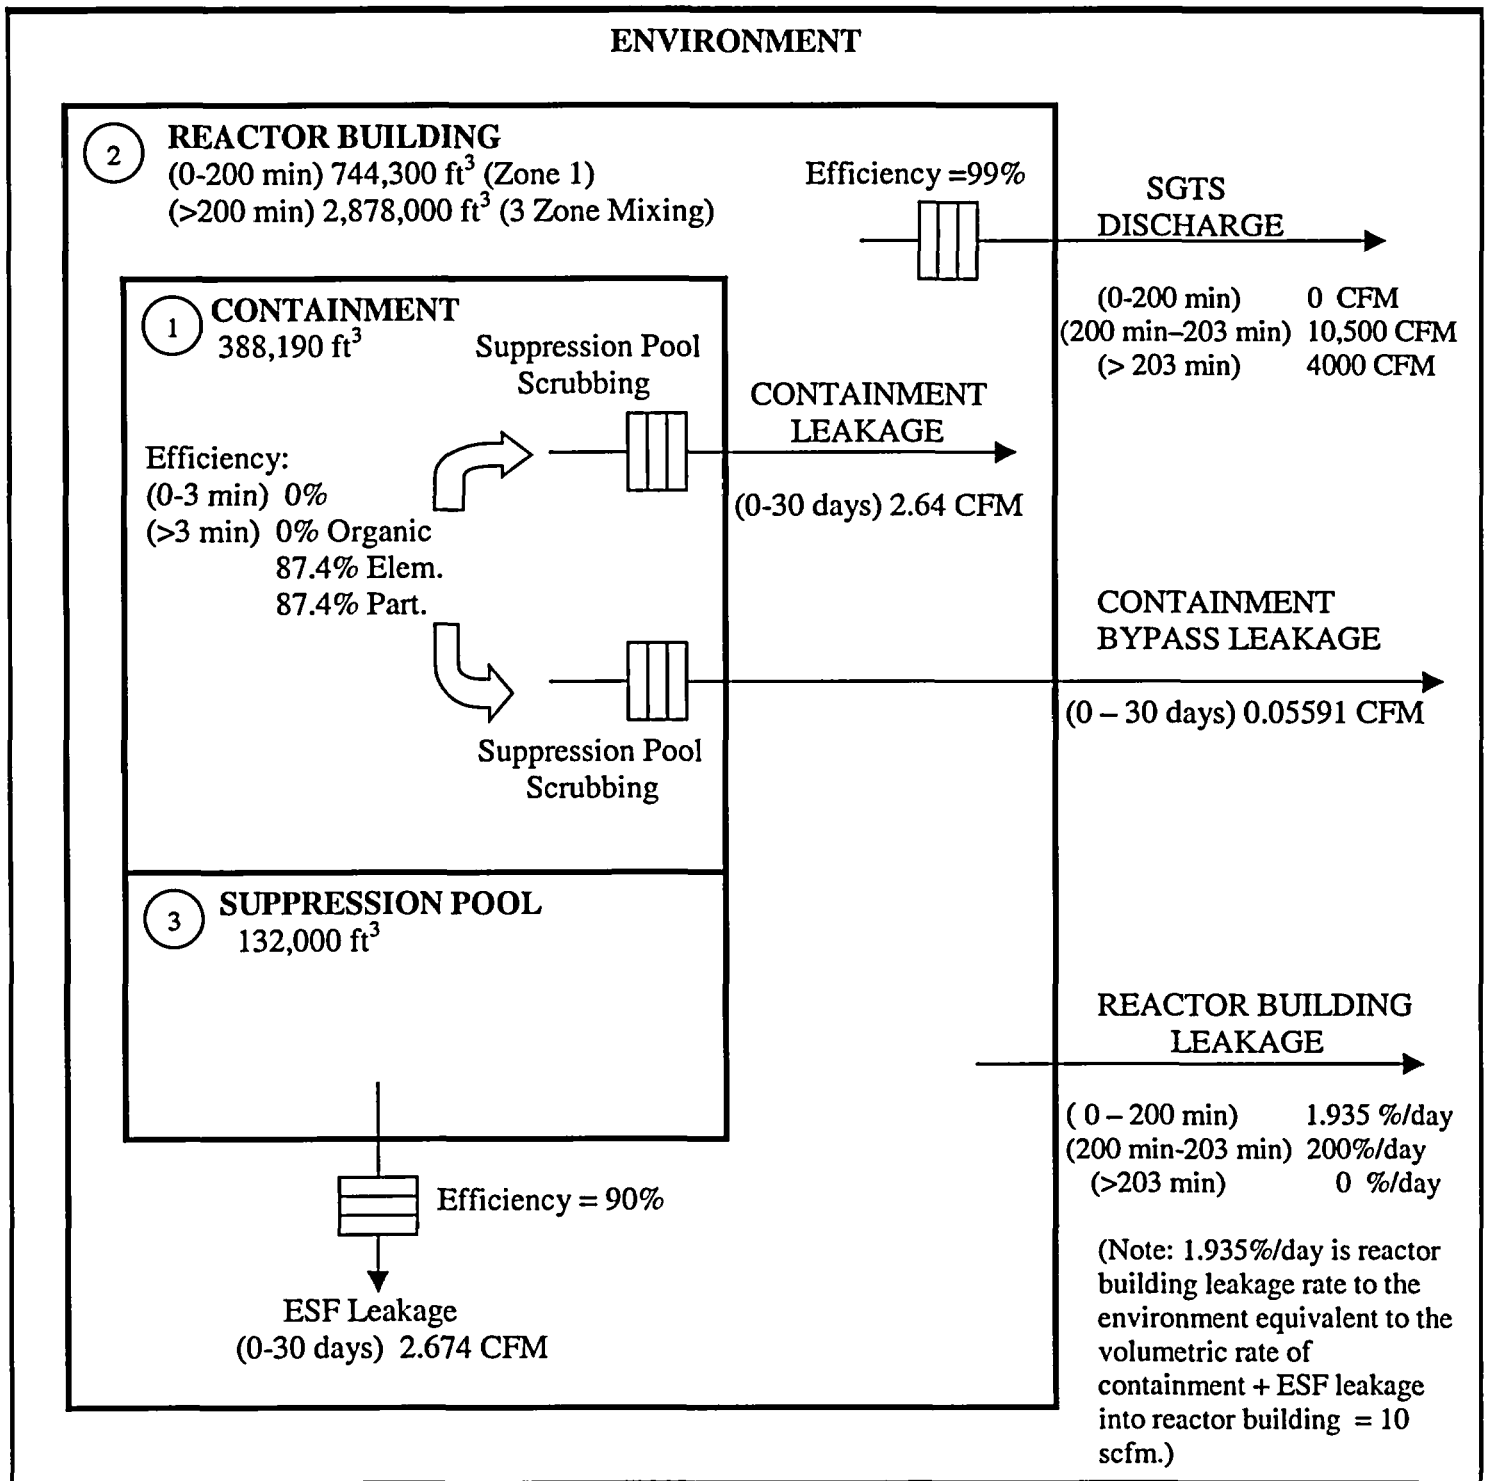 ENVIRONMENT
2
REACTOR BUILDING
(0-200 min) 744,300 ft³ (Zone 1)
(>200 min) 2,878,000 ft³ (3 Zone Mixing)
Efficiency =99%
SGTS
DISCHARGE
(0-200 min) 0 CFM
(200 min–203 min) 10,500 CFM
(> 203 min) 4000 CFM
1
CONTAINMENT
388,190 ft³
Suppression Pool
Scrubbing
Efficiency:
(0-3 min) 0%
(>3 min) 0% Organic
87.4% Elem.
87.4% Part.
CONTAINMENT
LEAKAGE
(0-30 days) 2.64 CFM
CONTAINMENT
BYPASS LEAKAGE
(0 – 30 days) 0.05591 CFM
Suppression Pool
Scrubbing
3
SUPPRESSION POOL
132,000 ft³
Efficiency = 90%
ESF Leakage
(0-30 days) 2.674 CFM
REACTOR BUILDING
LEAKAGE
( 0 – 200 min) 1.935 %/day
(200 min-203 min) 200%/day
(>203 min) 0 %/day
(Note: 1.935%/day is reactor
building leakage rate to the
environment equivalent to the
volumetric rate of
containment + ESF leakage
into reactor building = 10
scfm.)